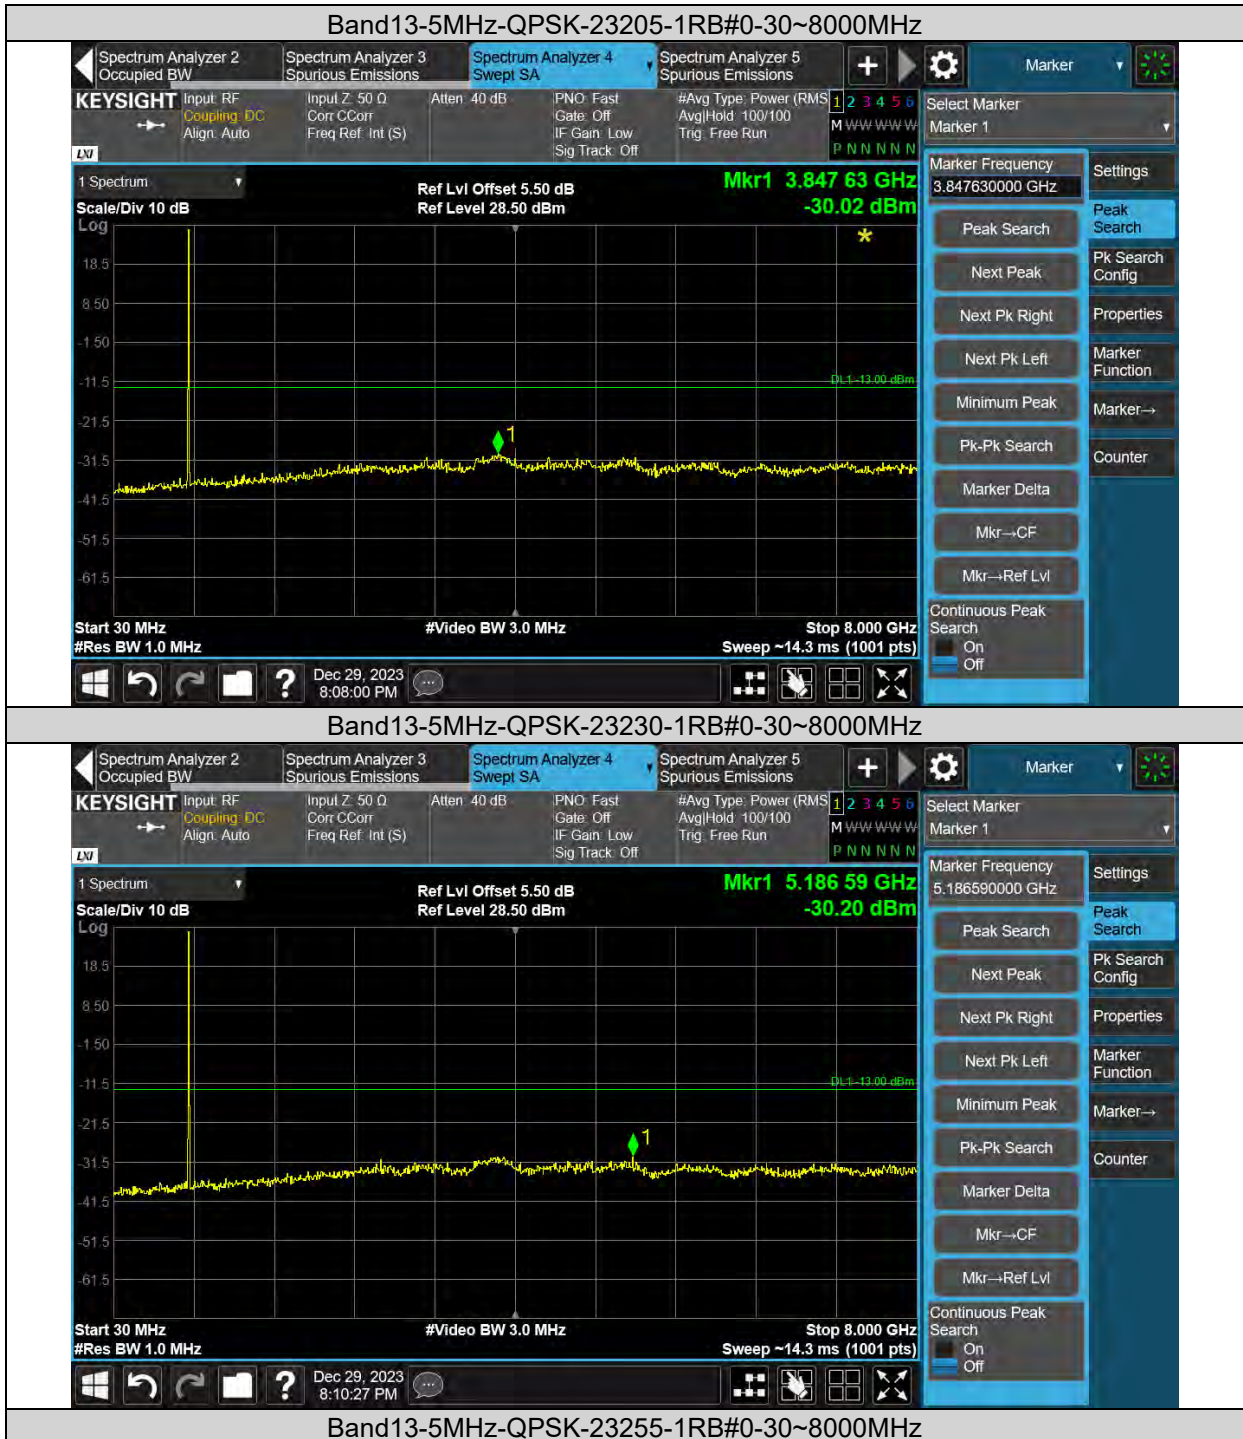 Band13-5MHz-QPSK-23205-1RB#0-30~8000MHz
Spectrum Analyzer 2
Occupied BW
Spectrum Analyzer 3
Spurious Emissions
Spectrum Analyzer 4
Swept SA
Spectrum Analyzer 5
Spurious Emissions
+
Marker
KEYSIGHT
LXI
Input: RF
Coupling: DC
Align: Auto
Input Z: 50 Ω
Corr CCorr
Freq Ref: Int (S)
Atten: 40 dB
PNO: Fast
Gate: Off
IF Gain: Low
Sig Track: Off
#Avg Type: Power (RMS
Avg|Hold: 100/100
Trig: Free Run
1 2 3 4 5 6
M W W W W W
P N N N N N
Select Marker
Marker 1
1 Spectrum
Scale/Div 10 dB
Log
Ref Lvl Offset 5.50 dB
Ref Level 28.50 dBm
Mkr1 3.847 63 GHz
-30.02 dBm
18.5
8.50
-1.50
-11.5
-21.5
-31.5
-41.5
-51.5
-61.5
DL1 -13.00 dBm
1
Start 30 MHz
#Res BW 1.0 MHz
#Video BW 3.0 MHz
Stop 8.000 GHz
Sweep ~14.3 ms (1001 pts)
Marker Frequency
3.847630000 GHz
Peak Search
Next Peak
Next Pk Right
Next Pk Left
Minimum Peak
Pk-Pk Search
Marker Delta
Mkr→CF
Mkr→Ref Lvl
Continuous Peak
Search
On
Off
Settings
Peak
Search
Pk Search
Config
Properties
Marker
Function
Marker→
Counter
?
Dec 29, 2023
8:08:00 PM
Band13-5MHz-QPSK-23230-1RB#0-30~8000MHz
Spectrum Analyzer 2
Occupied BW
Spectrum Analyzer 3
Spurious Emissions
Spectrum Analyzer 4
Swept SA
Spectrum Analyzer 5
Spurious Emissions
+
Marker
KEYSIGHT
LXI
Input: RF
Coupling: DC
Align: Auto
Input Z: 50 Ω
Corr CCorr
Freq Ref: Int (S)
Atten: 40 dB
PNO: Fast
Gate: Off
IF Gain: Low
Sig Track: Off
#Avg Type: Power (RMS
Avg|Hold: 100/100
Trig: Free Run
1 2 3 4 5 6
M W W W W W
P N N N N N
Select Marker
Marker 1
1 Spectrum
Scale/Div 10 dB
Log
Ref Lvl Offset 5.50 dB
Ref Level 28.50 dBm
Mkr1 5.186 59 GHz
-30.20 dBm
18.5
8.50
-1.50
-11.5
-21.5
-31.5
-41.5
-51.5
-61.5
DL1 -13.00 dBm
1
Start 30 MHz
#Res BW 1.0 MHz
#Video BW 3.0 MHz
Stop 8.000 GHz
Sweep ~14.3 ms (1001 pts)
Marker Frequency
5.186590000 GHz
Peak Search
Next Peak
Next Pk Right
Next Pk Left
Minimum Peak
Pk-Pk Search
Marker Delta
Mkr→CF
Mkr→Ref Lvl
Continuous Peak
Search
On
Off
Settings
Peak
Search
Pk Search
Config
Properties
Marker
Function
Marker→
Counter
?
Dec 29, 2023
8:10:27 PM
Band13-5MHz-QPSK-23255-1RB#0-30~8000MHz